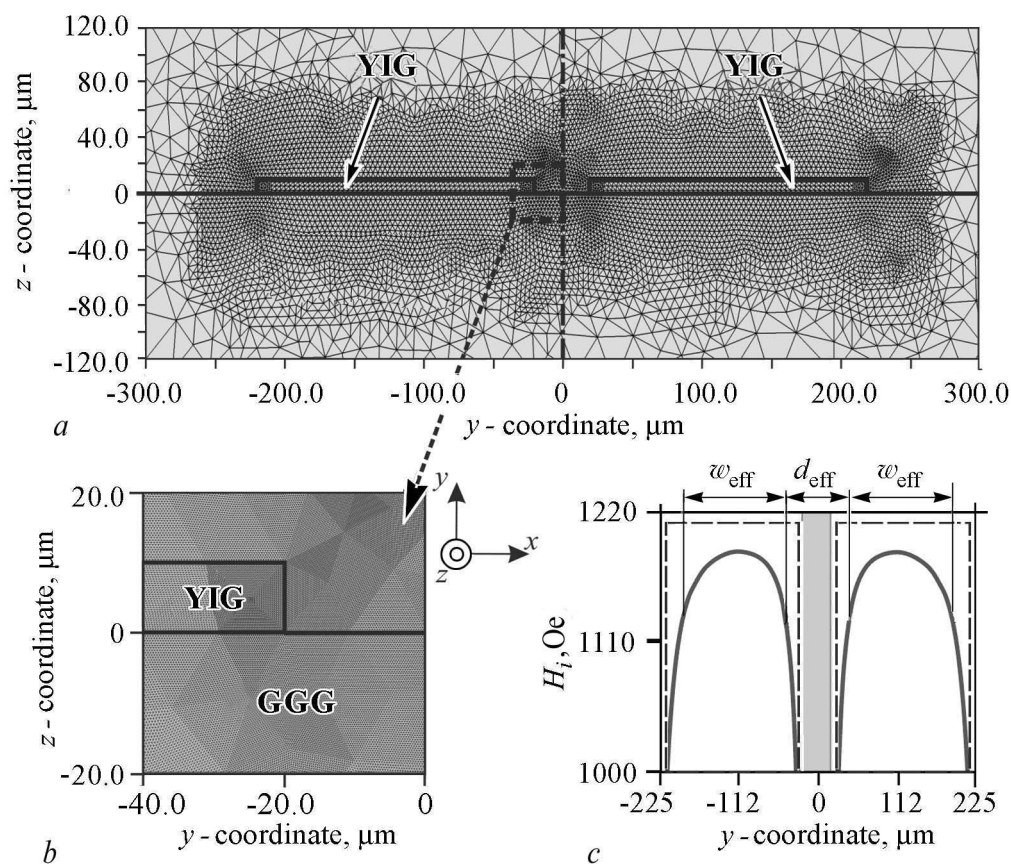 120.0
80.0
40.0
0
-40.0
-80.0
-120.0
z - coordinate, μm
YIG
YIG
-300.0
-200.0
-100.0
0
100.0
200.0
300.0
y - coordinate, μm
a
20.0
0
-20.0
z - coordinate, μm
YIG
GGG
-40.0
-20.0
0
y - coordinate, μm
b
y
x
z
w_eff
d_eff
w_eff
1220
1110
1000
H_i, Oe
-225
-112
0
112
225
y - coordinate, μm
c